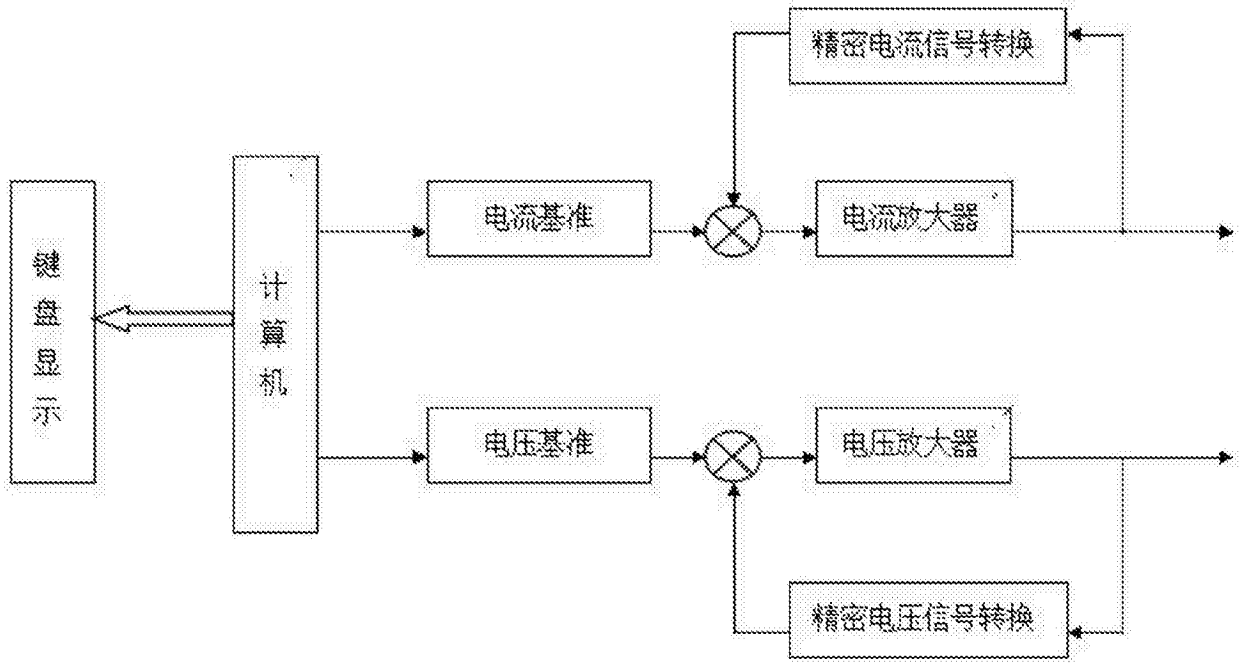 精密电流信号转换
电流基准
电流放大器
键盘显示
计算机
电压基准
电压放大器
精密电压信号转换